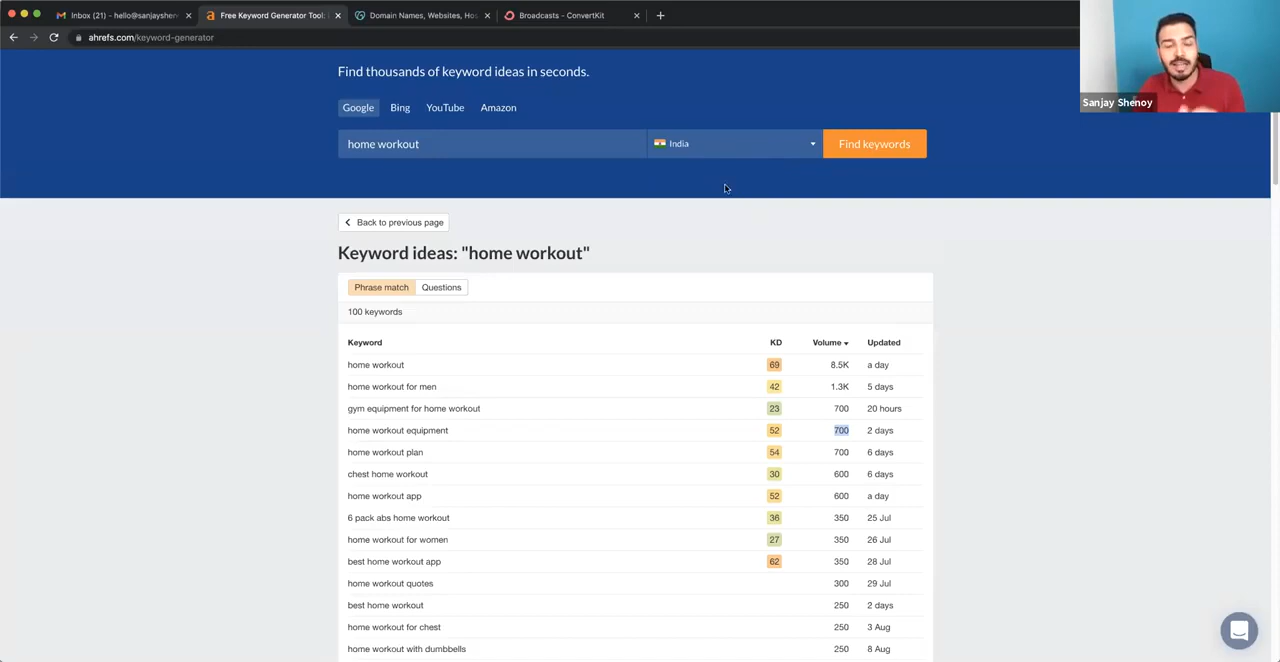 Inbox (21) - hello@sanjayshen
Free Keyword Generator Tool:
Domain Names, Websites, Hos
Broadcasts - ConvertKit
ahrefs.com/keyword-generator
Sanjay Shenoy
Find thousands of keyword ideas in seconds.
Google Bing YouTube Amazon
home workout India Find keywords
Back to previous page
Keyword ideas: "home workout"
Phrase match Questions
100 keywords
Keyword KD Volume Updated
home workout 69 8.5K a day
home workout for men 42 1.3K 5 days
gym equipment for home workout 23 700 20 hours
home workout equipment 52 700 2 days
home workout plan 54 700 6 days
chest home workout 30 600 6 days
home workout app 52 600 a day
6 pack abs home workout 36 350 25 Jul
home workout for women 27 350 26 Jul
best home workout app 62 350 28 Jul
home workout quotes 300 29 Jul
best home workout 250 2 days
home workout for chest 250 3 Aug
home workout with dumbbells 250 8 Aug